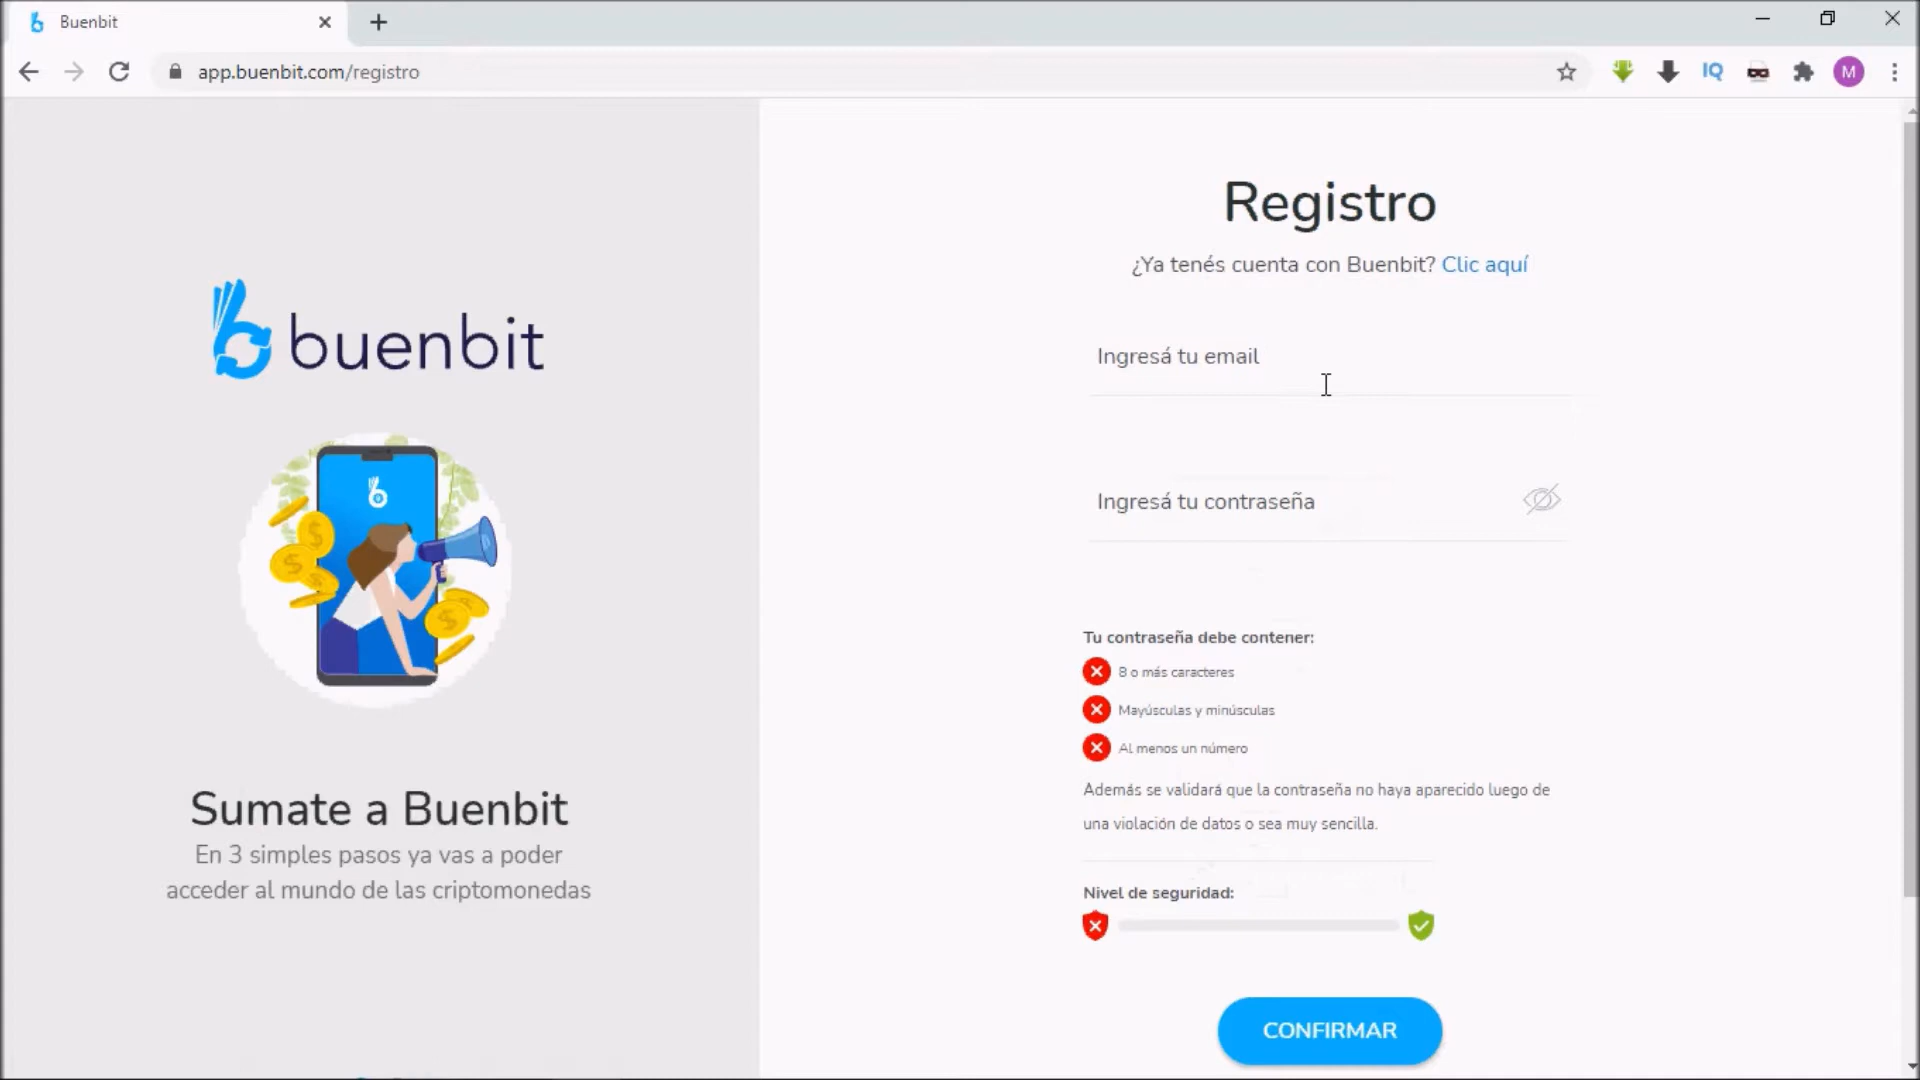 Buenbit
app.buenbit.com/registro
IQ
M
buenbit
Sumate a Buenbit
En 3 simples pasos ya vas a poder
acceder al mundo de las criptomonedas
Registro
¿Ya tenés cuenta con Buenbit? Clic aquí
Ingresá tu email
Ingresá tu contraseña
Tu contraseña debe contener:
8 o más caracteres
Mayúsculas y minúsculas
Al menos un número
Además se validará que la contraseña no haya aparecido luego de
una violación de datos o sea muy sencilla.
Nivel de seguridad:
CONFIRMAR